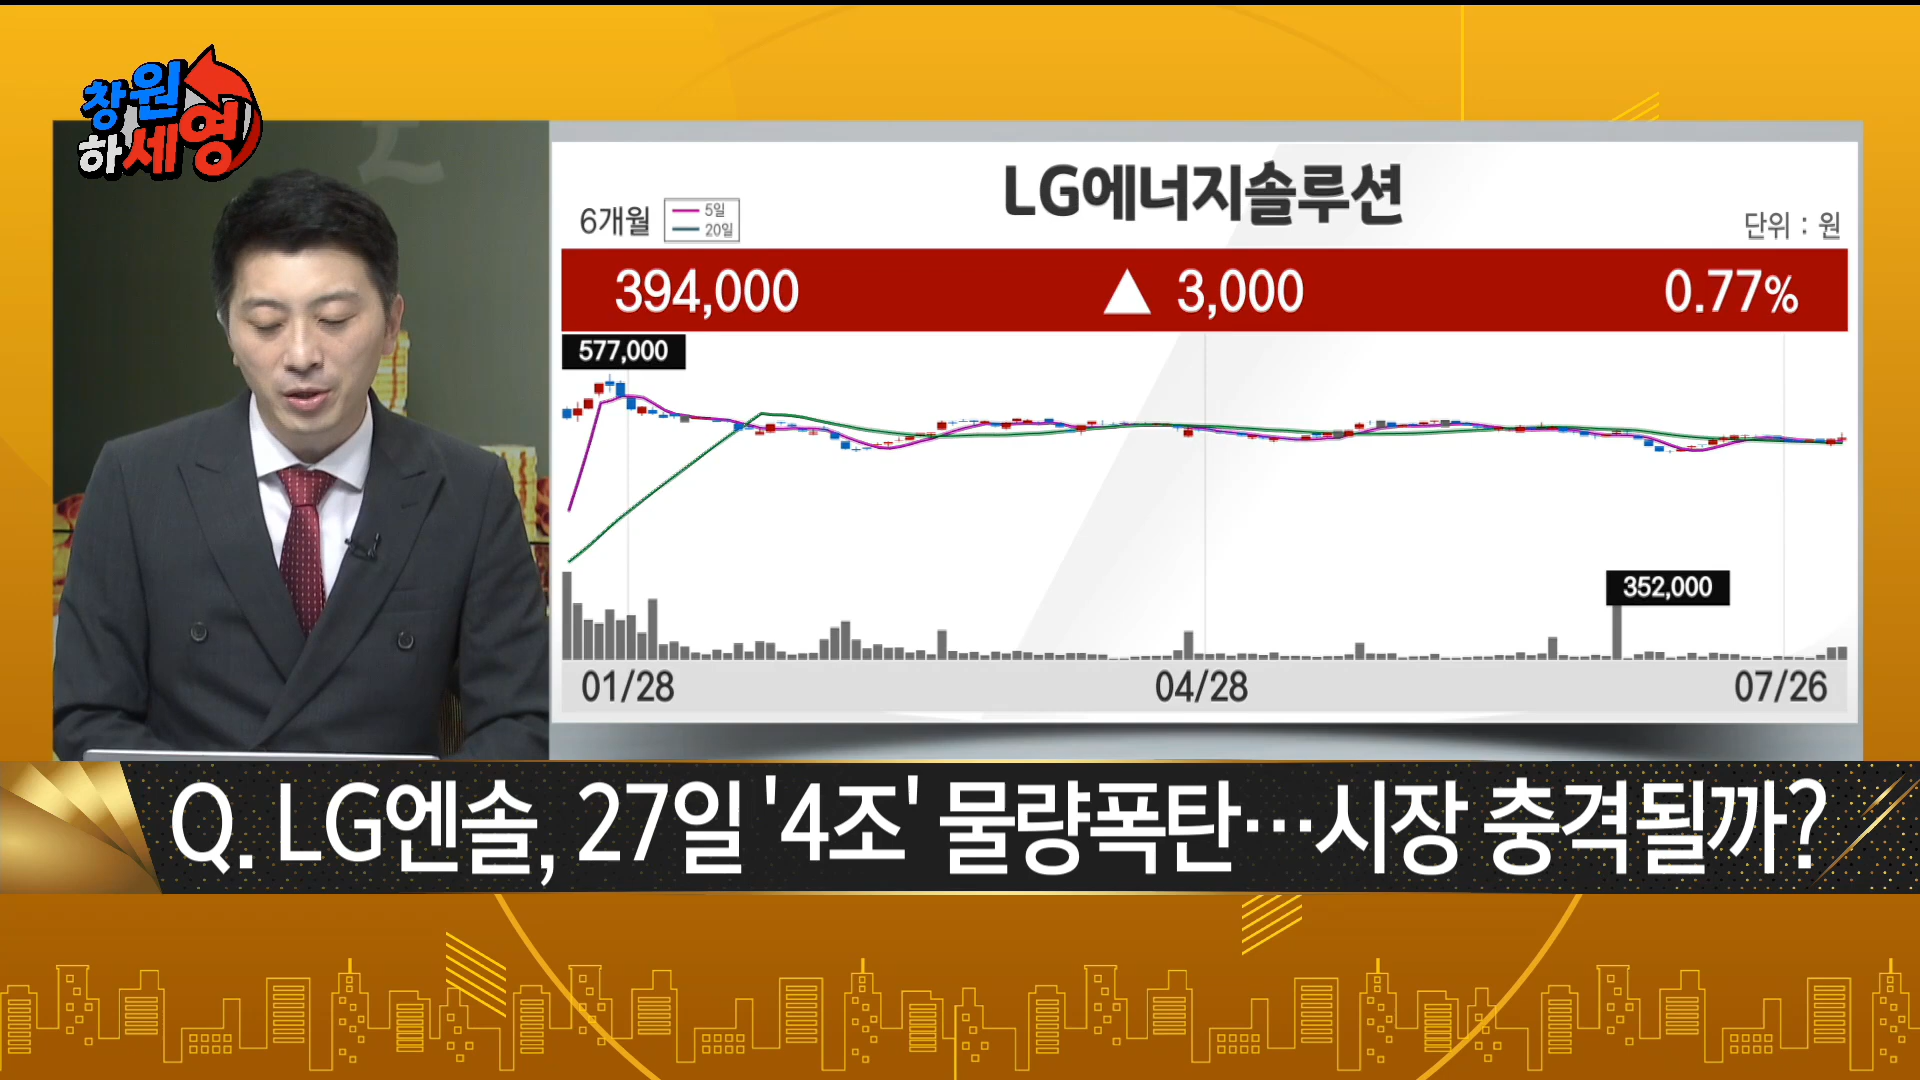 창원
하세영
LG에너지솔루션
6개월
5일
20일
단위 : 원
394,000 ▲ 3,000 0.77%
577,000
352,000
01/28 04/28 07/26
Q. LG엔솔, 27일 '4조' 물량폭탄…시장 충격될까?